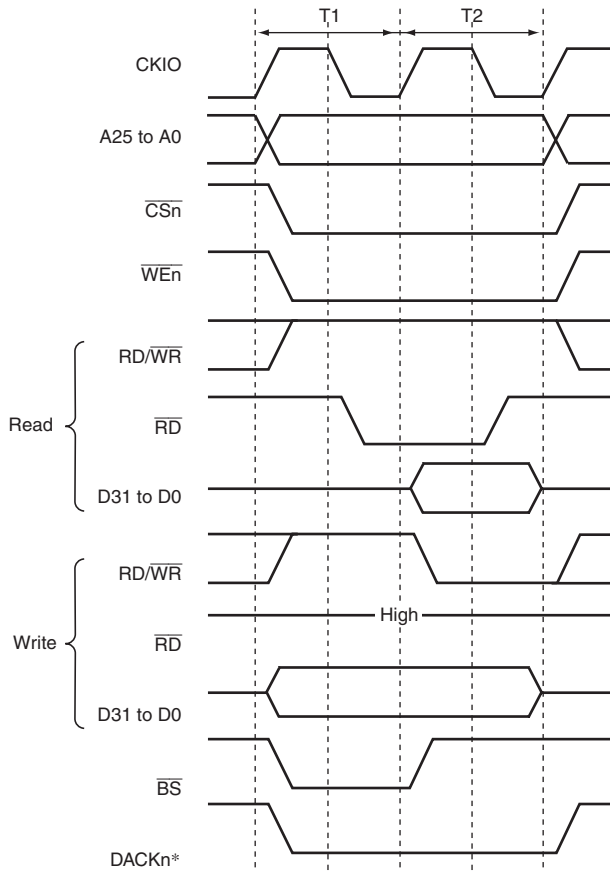 T1 T2
CKIO
A25 to A0
CSn
WEn
RD/WR
Read
RD
D31 to D0
RD/WR
High
Write
RD
D31 to D0
BS
DACKn*